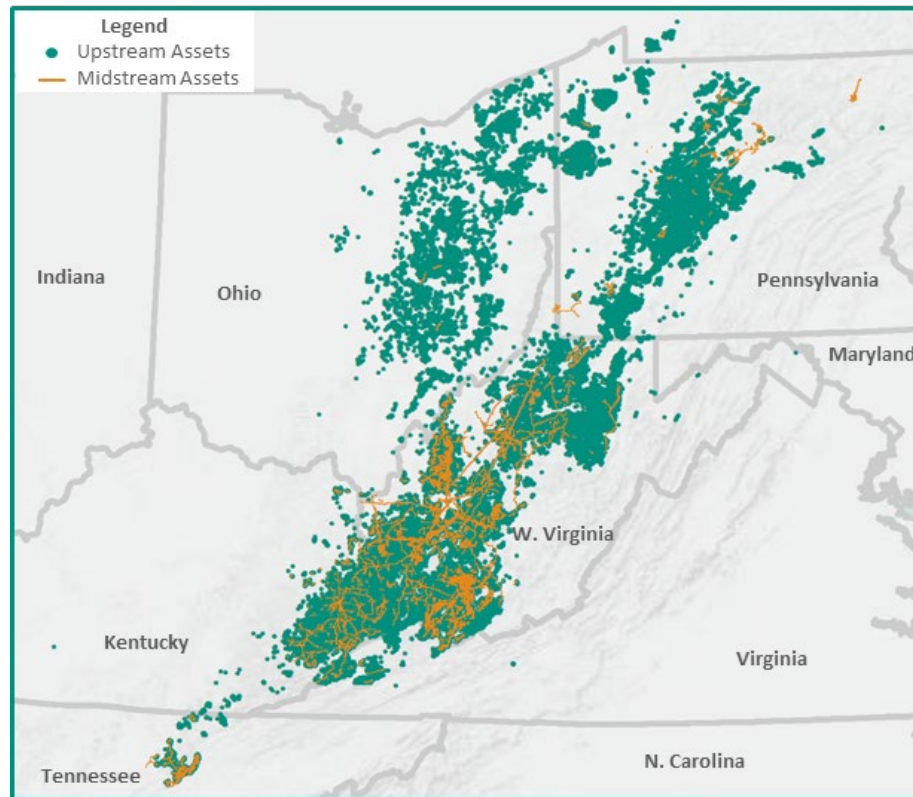 Legend
Upstream Assets
Midstream Assets
Indiana
Ohio
Pennsylvania
Maryland
W. Virginia
Kentucky
Virginia
Tennessee
N. Carolina